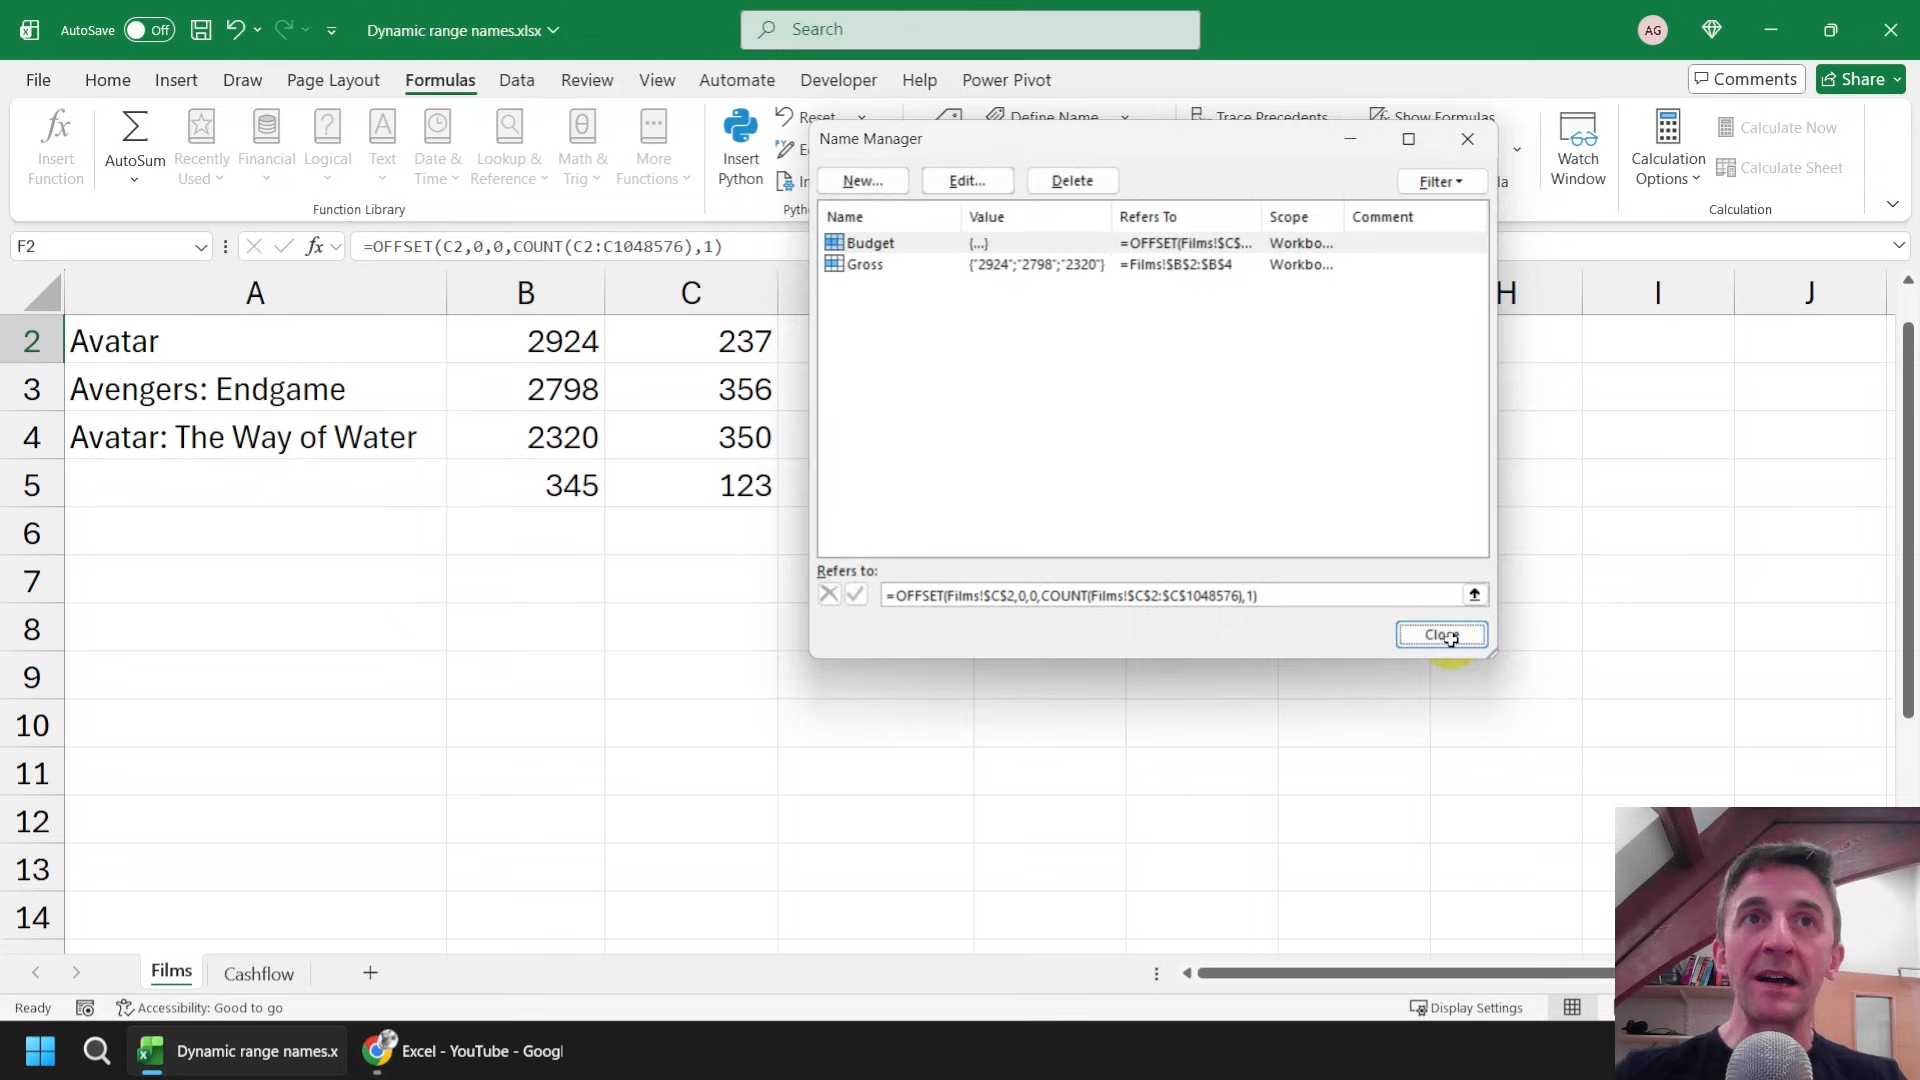 AutoSave Off Dynamic range names.xlsx Search AG
File Home Insert Draw Page Layout Formulas Data Review View Automate Developer Help Power Pivot Comments Share
Insert Function
AutoSum
Recently Used
Financial
Logical
Text
Date & Time
Lookup & Reference
Math & Trig
More Functions
Function Library
Insert Python
Reset
Define Name
Trace Precedents
Show Formulas
Watch Window
Calculation Options
Calculate Now
Calculate Sheet
Calculation
F2 fx =OFFSET(C2,0,0,COUNT(C2:C1048576),1)
Name Manager
New... Edit... Delete Filter
Name Value Refers To Scope Comment
Budget {...} =OFFSET(Films!$C$... Workbo...
Gross {"2924";"2798";"2320"} =Films!$B$2:$B$4 Workbo...
Refers to:
=OFFSET(Films!$C$2,0,0,COUNT(Films!$C$2:$C$1048576),1)
Close
A B C H I J
2 Avatar 2924 237
3 Avengers: Endgame 2798 356
4 Avatar: The Way of Water 2320 350
5 345 123
6
7
8
9
10
11
12
13
14
Films Cashflow
Ready Accessibility: Good to go Display Settings
Dynamic range names.x Excel - YouTube - Googl